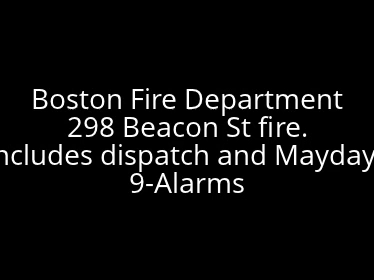 Boston Fire Department
298 Beacon St fire.
ncludes dispatch and Mayday
9-Alarms